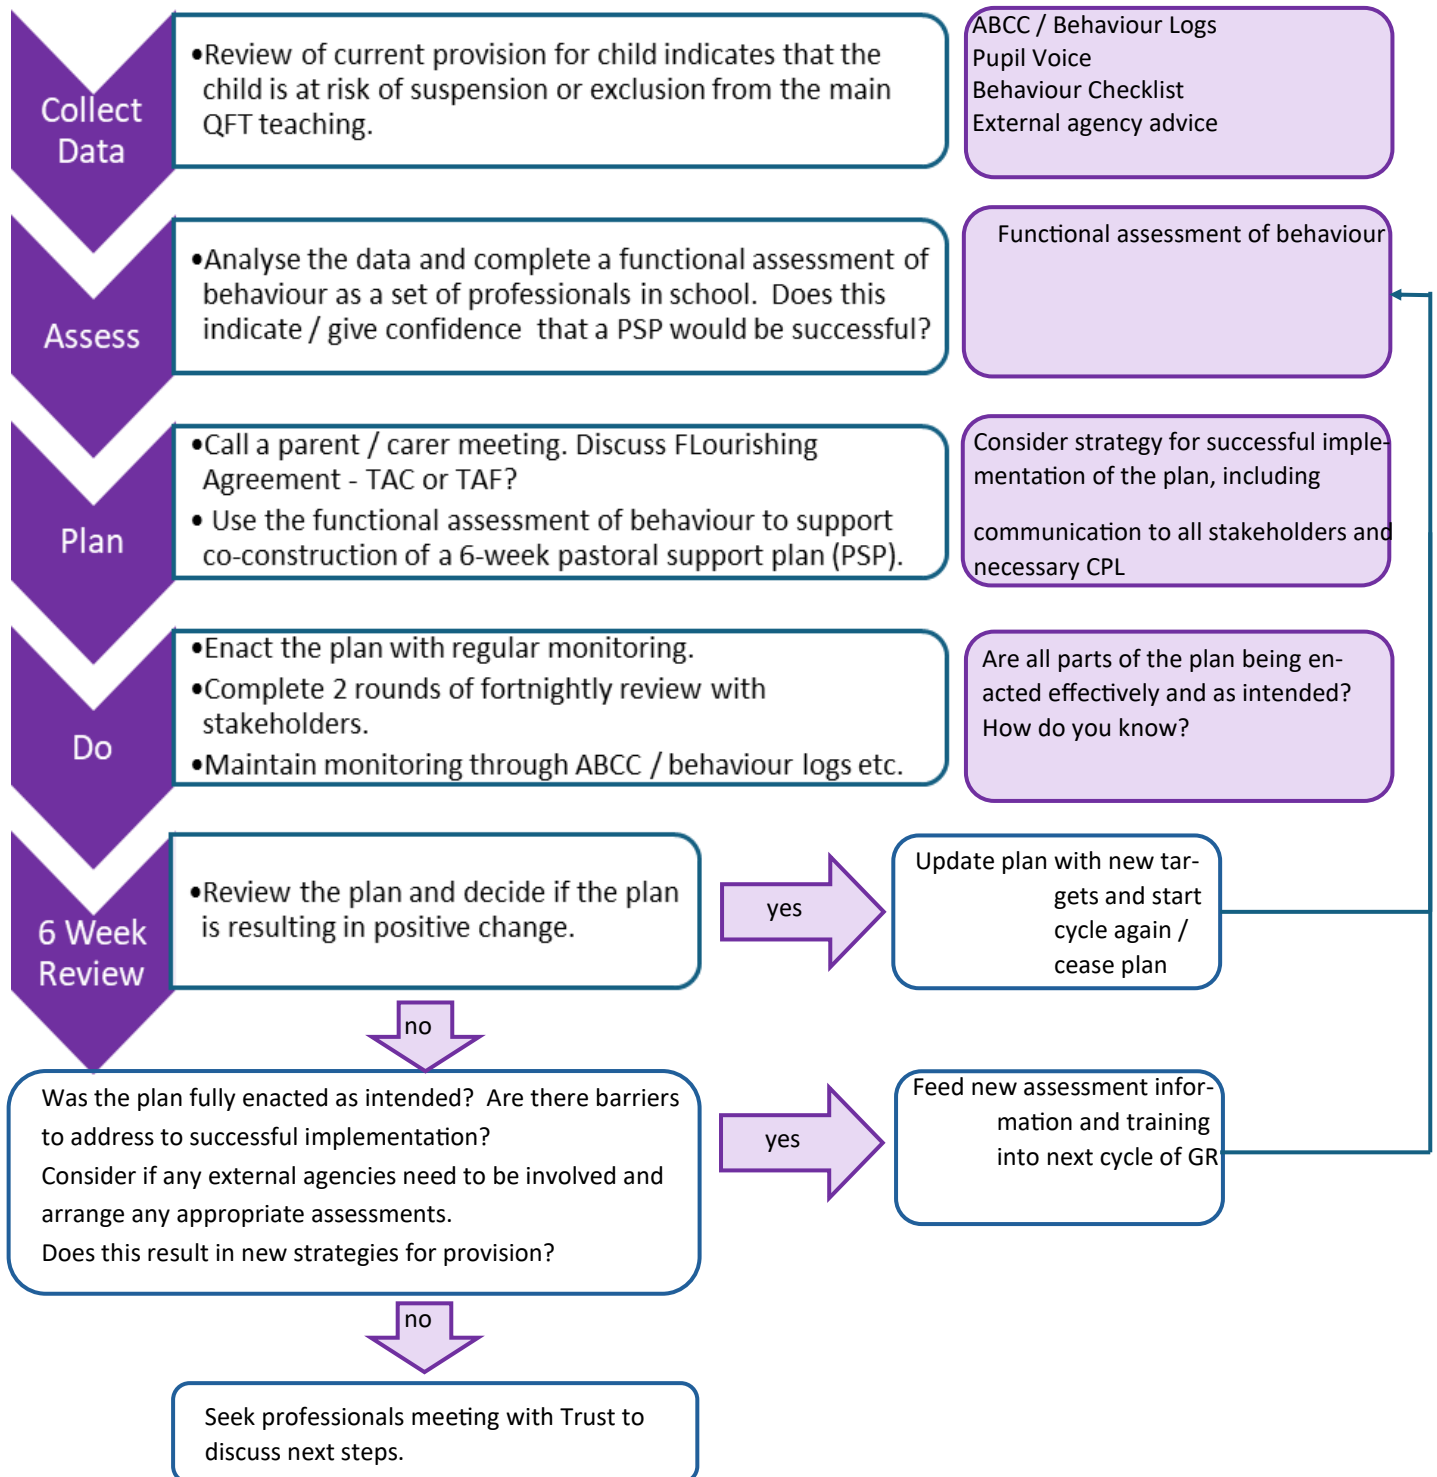 Collect
Data
•Review of current provision for child indicates that the
child is at risk of suspension or exclusion from the main
QFT teaching.
ABCC / Behaviour Logs
Pupil Voice
Behaviour Checklist
External agency advice
Assess
•Analyse the data and complete a functional assessment of
behaviour as a set of professionals in school.  Does this
indicate / give confidence  that a PSP would be successful?
Functional assessment of behaviour
Plan
•Call a parent / carer meeting. Discuss FLourishing
Agreement - TAC or TAF?
• Use the functional assessment of behaviour to support
co-construction of a 6-week pastoral support plan (PSP).
Consider strategy for successful imple-
mentation of the plan, including
communication to all stakeholders and
necessary CPL
Do
•Enact the plan with regular monitoring.
•Complete 2 rounds of fortnightly review with
stakeholders.
•Maintain monitoring through ABCC / behaviour logs etc.
Are all parts of the plan being en-
acted effectively and as intended?
How do you know?
6 Week
Review
•Review the plan and decide if the plan
is resulting in positive change.
yes
Update plan with new tar-
gets and start
cycle again /
cease plan
no
Was the plan fully enacted as intended?  Are there barriers
to address to successful implementation?
Consider if any external agencies need to be involved and
arrange any appropriate assessments.
Does this result in new strategies for provision?
yes
Feed new assessment infor-
mation and training
into next cycle of GR
no
Seek professionals meeting with Trust to
discuss next steps.